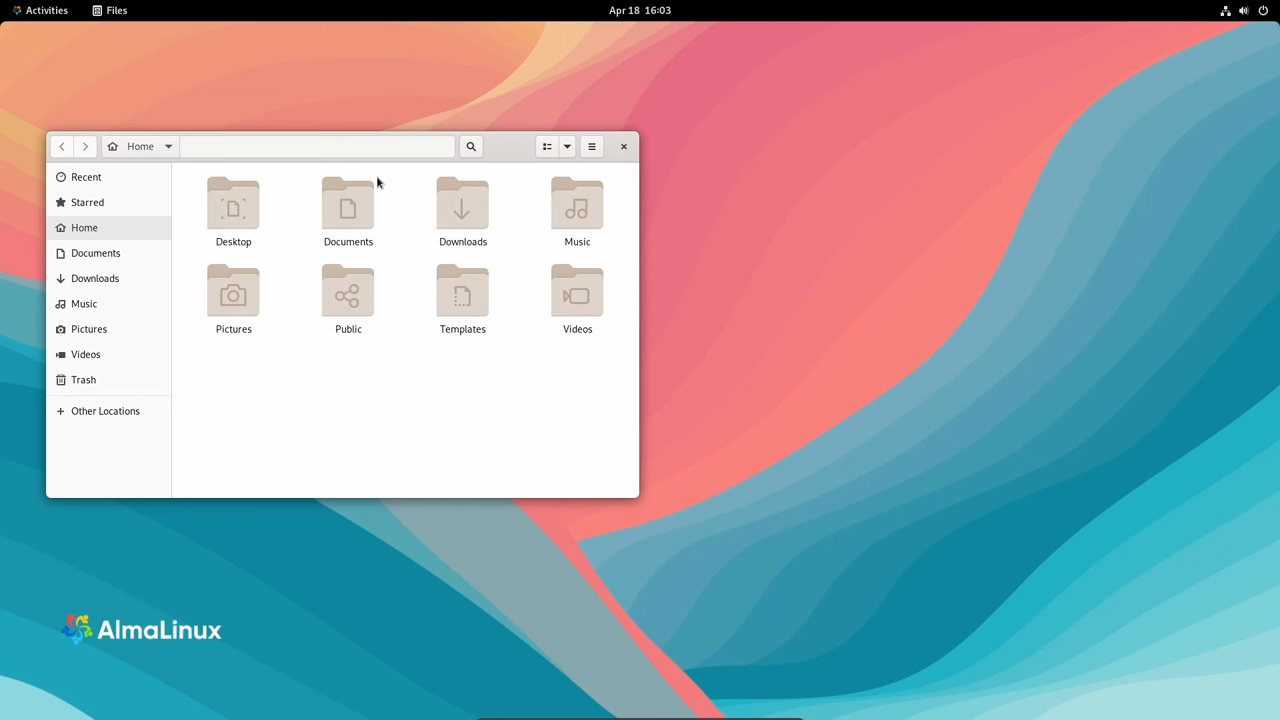 Activities
Files
Apr 18 16:03
Home
Recent
Starred
Home
Documents
Downloads
Music
Pictures
Videos
Trash
Other Locations
Desktop
Documents
Downloads
Music
Pictures
Public
Templates
Videos
AlmaLinux